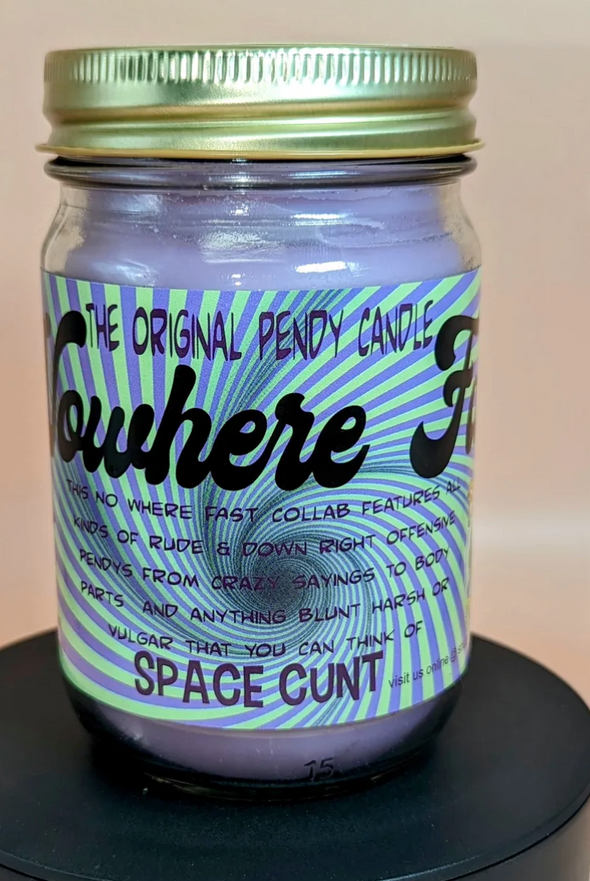 THE ORIGINAL PENDY CANDLE
Nowhere Fa
THIS NO WHERE FAST COLLAB FEATURES ALL
KINDS OF RUDE & DOWN RIGHT OFFENSIVE
PENDYS FROM CRAZY SAYINGS TO BODY
PARTS AND ANYTHING BLUNT HARSH OR
VULGAR THAT YOU CAN THINK OF
SPACE CUNT
visit us online @
15